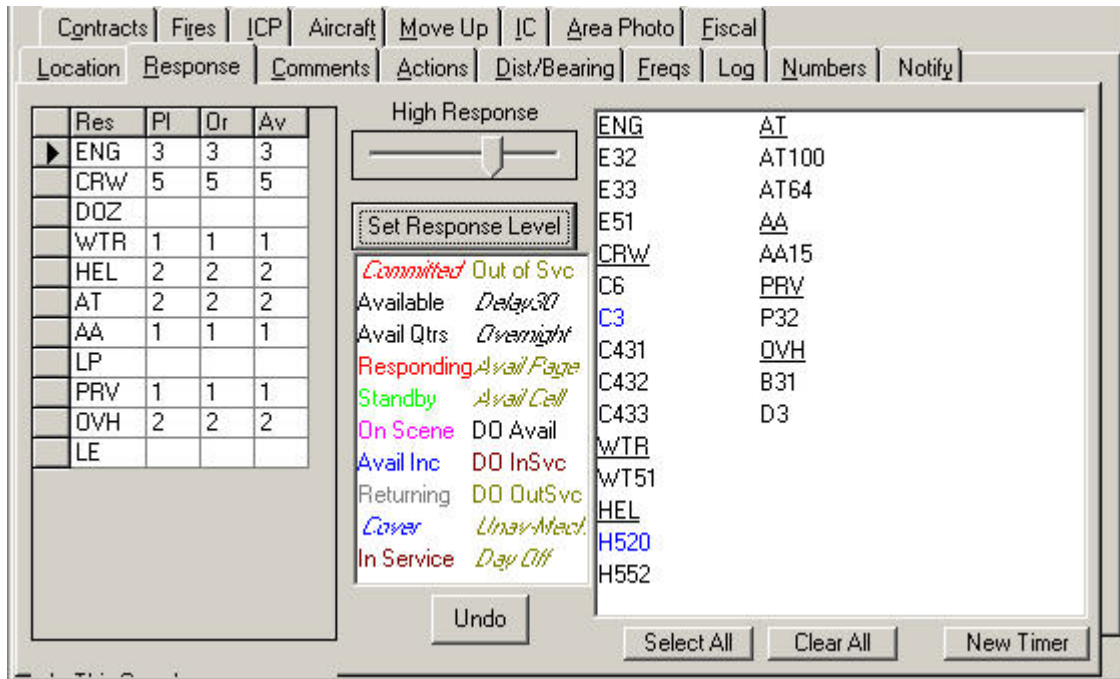 Contracts Fires ICP Aircraft Move Up IC Area Photo Fiscal
Location Response Comments Actions Dist/Bearing Freqs Log Numbers Notify
Res Pl Or Av
ENG 3 3 3
CRW 5 5 5
DOZ
WTR 1 1 1
HEL 2 2 2
AT 2 2 2
AA 1 1 1
LP
PRV 1 1 1
OVH 2 2 2
LE
High Response
Set Response Level
Committed Out of Svc
Available Delay30
Avail Qtrs Overnight
Responding Avail Page
Standby Avail Cell
On Scene DO Avail
Avail Inc DO InSvc
Returning DO OutSvc
Cover Unav-Mech.
In Service Day Off
Undo
ENG AT
E32 AT100
E33 AT64
E51 AA
CRW AA15
C6 PRV
C3 P32
C431 OVH
C432 B31
C433 D3
WTR
WT51
HEL
H520
H552
Select All Clear All New Timer